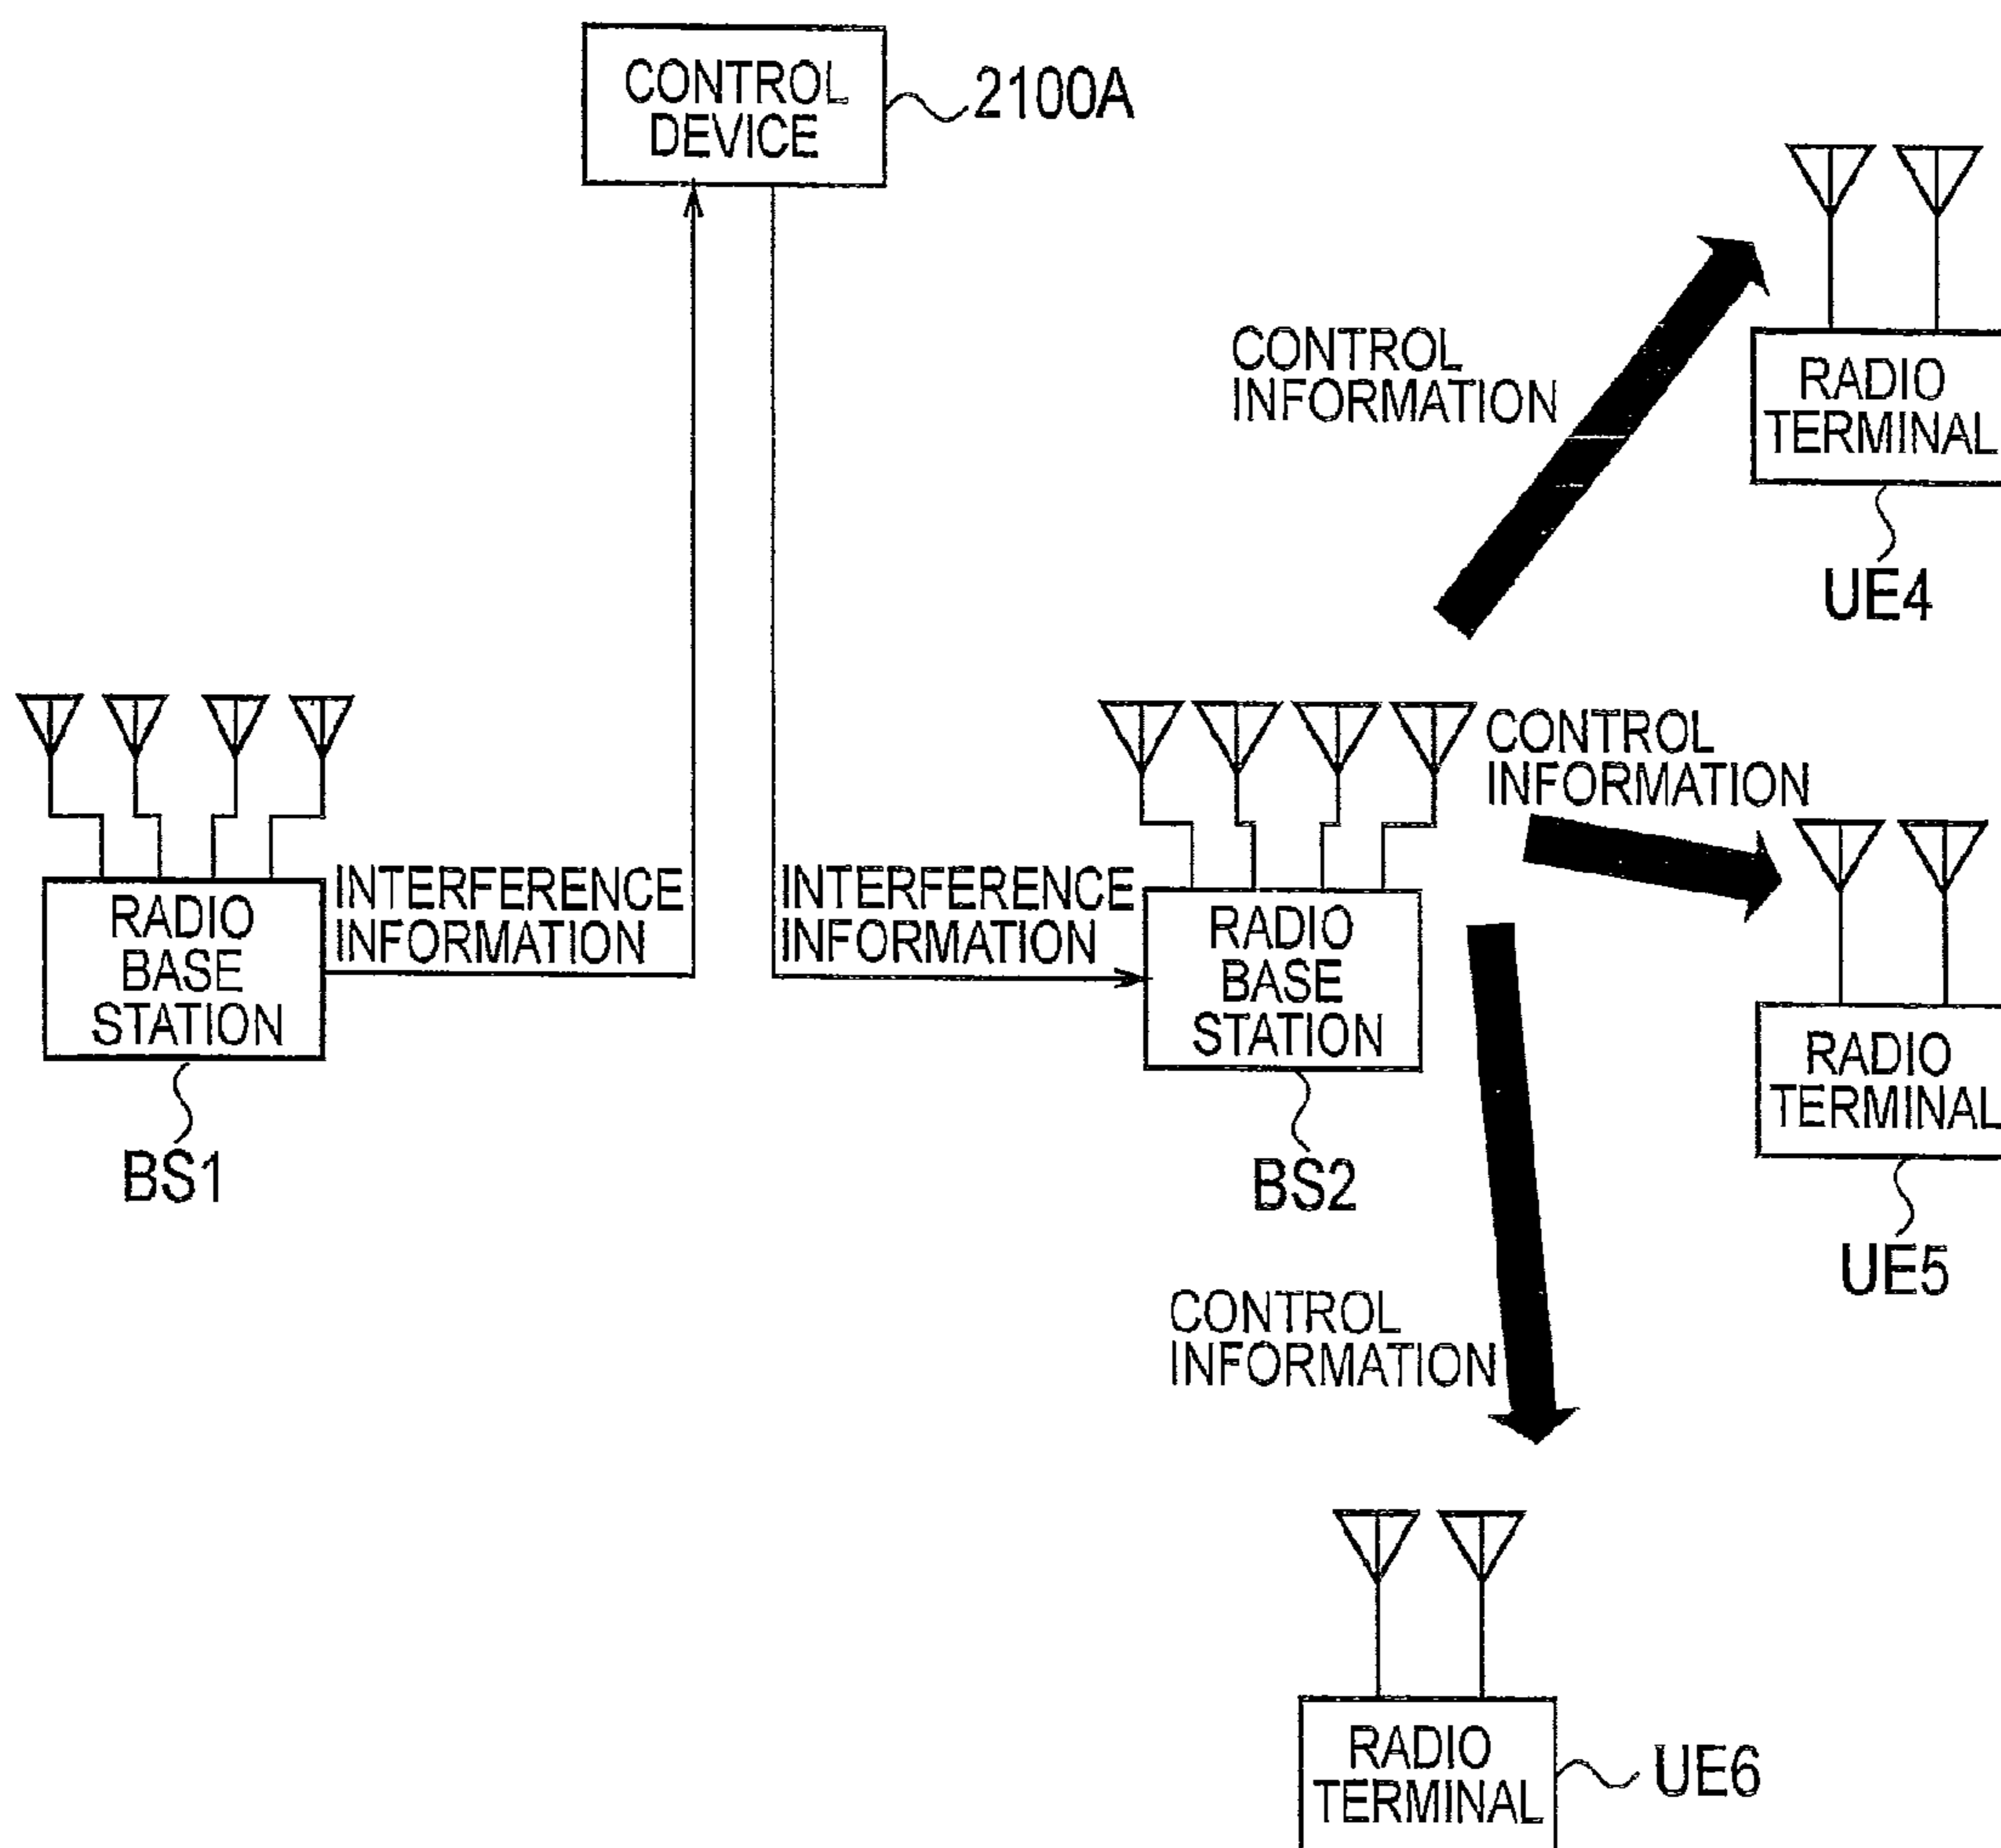 CONTROL
DEVICE
2100A
CONTROL
INFORMATION
RADIO
TERMINAL
UE4
CONTROL
INFORMATION
INTERFERENCE
INFORMATION
INTERFERENCE
INFORMATION
RADIO
BASE
STATION
BS1
RADIO
BASE
STATION
BS2
RADIO
TERMINAL
UE5
CONTROL
INFORMATION
RADIO
TERMINAL
UE6